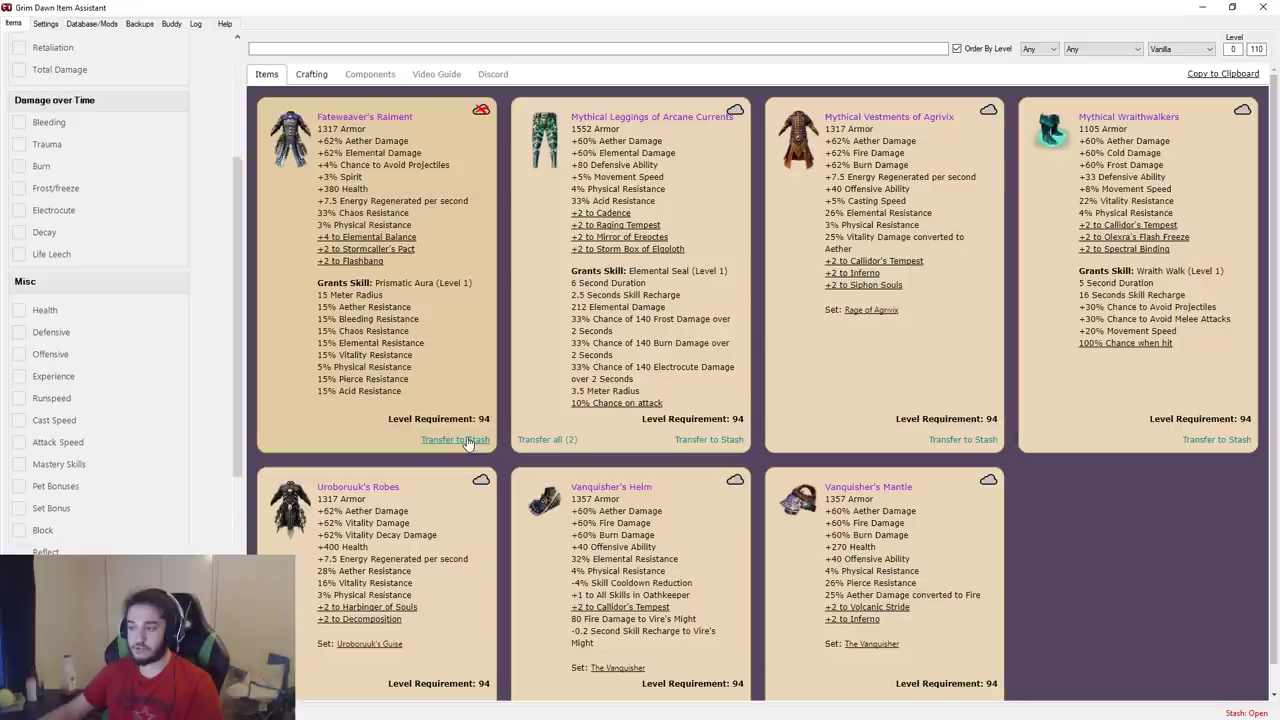 Grim Dawn Item Assistant
Items Settings Database/Mods Backups Buddy Log Help
Order By Level Any Any Vanilla Level 0 110
Items Crafting Components Video Guide Discord Copy to Clipboard
Retaliation
Total Damage
Damage over Time
Bleeding
Trauma
Burn
Frost/freeze
Electrocute
Decay
Life Leech
Misc
Health
Defensive
Offensive
Experience
Runspeed
Cast Speed
Attack Speed
Mastery Skills
Pet Bonuses
Set Bonus
Block
Reflect
Fateweaver's Raiment
1317 Armor
+62% Aether Damage
+62% Elemental Damage
+4% Chance to Avoid Projectiles
+3% Spirit
+380 Health
+7.5 Energy Regenerated per second
33% Chaos Resistance
3% Physical Resistance
+4 to Elemental Balance
+2 to Stormcaller's Pact
+2 to Flashbang
Grants Skill: Prismatic Aura (Level 1)
15 Meter Radius
15% Aether Resistance
15% Bleeding Resistance
15% Chaos Resistance
15% Elemental Resistance
15% Vitality Resistance
5% Physical Resistance
15% Pierce Resistance
15% Acid Resistance
Level Requirement: 94
Transfer to Stash
Mythical Leggings of Arcane Currents
1552 Armor
+60% Aether Damage
+60% Elemental Damage
+80 Defensive Ability
+5% Movement Speed
4% Physical Resistance
33% Acid Resistance
+2 to Cadence
+2 to Raging Tempest
+2 to Mirror of Ereoctes
+2 to Storm Box of Elgoloth
Grants Skill: Elemental Seal (Level 1)
6 Second Duration
2.5 Seconds Skill Recharge
212 Elemental Damage
33% Chance of 140 Frost Damage over
2 Seconds
33% Chance of 140 Burn Damage over
2 Seconds
33% Chance of 140 Electrocute Damage
over 2 Seconds
3.5 Meter Radius
10% Chance on attack
Level Requirement: 94
Transfer all (2) Transfer to Stash
Mythical Vestments of Agrivix
1317 Armor
+62% Aether Damage
+62% Fire Damage
+62% Burn Damage
+7.5 Energy Regenerated per second
+40 Offensive Ability
+5% Casting Speed
26% Elemental Resistance
3% Physical Resistance
25% Vitality Damage converted to
Aether
+2 to Callidor's Tempest
+2 to Inferno
+2 to Siphon Souls
Set: Rage of Agrivix
Level Requirement: 94
Transfer to Stash
Mythical Wraithwalkers
1105 Armor
+60% Aether Damage
+60% Cold Damage
+60% Frost Damage
+33 Defensive Ability
+8% Movement Speed
22% Vitality Resistance
4% Physical Resistance
+2 to Callidor's Tempest
+2 to Olexra's Flash Freeze
+2 to Spectral Binding
Grants Skill: Wraith Walk (Level 1)
5 Second Duration
16 Seconds Skill Recharge
+30% Chance to Avoid Projectiles
+30% Chance to Avoid Melee Attacks
+20% Movement Speed
100% Chance when hit
Level Requirement: 94
Transfer to Stash
Uroboruuk's Robes
1317 Armor
+62% Aether Damage
+62% Vitality Damage
+62% Vitality Decay Damage
+400 Health
+7.5 Energy Regenerated per second
28% Aether Resistance
16% Vitality Resistance
3% Physical Resistance
+2 to Harbinger of Souls
+2 to Decomposition
Set: Uroboruuk's Guise
Level Requirement: 94
Vanquisher's Helm
1357 Armor
+60% Aether Damage
+60% Fire Damage
+60% Burn Damage
+40 Offensive Ability
32% Elemental Resistance
4% Physical Resistance
-4% Skill Cooldown Reduction
+1 to All Skills in Oathkeeper
+2 to Callidor's Tempest
80 Fire Damage to Vire's Might
-0.2 Second Skill Recharge to Vire's
Might
Set: The Vanquisher
Level Requirement: 94
Vanquisher's Mantle
1357 Armor
+60% Aether Damage
+60% Fire Damage
+60% Burn Damage
+270 Health
+40 Offensive Ability
4% Physical Resistance
26% Pierce Resistance
25% Aether Damage converted to Fire
+2 to Volcanic Stride
+2 to Inferno
Set: The Vanquisher
Level Requirement: 94
Stash: Open